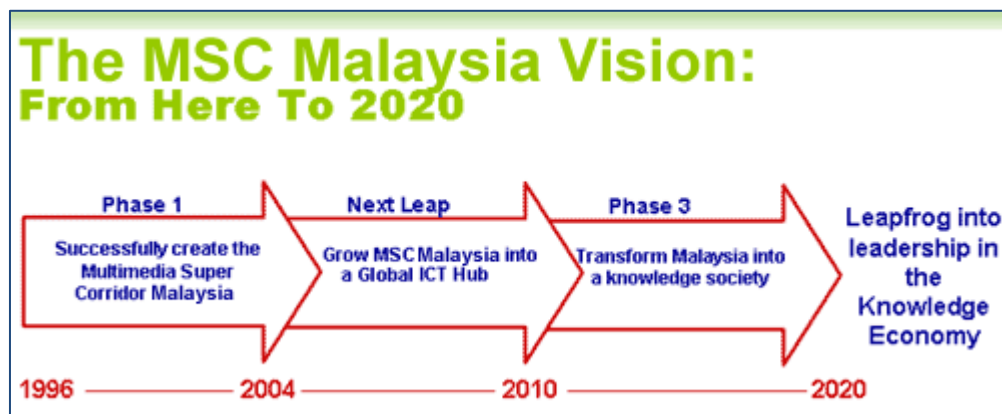 The MSC Malaysia Vision:
From Here To 2020
Phase 1
Successfully create the
Multimedia Super
Corridor Malaysia
Next Leap
Grow MSC Malaysia into
a Global ICT Hub
Phase 3
Transform Malaysia into
a knowledge society
Leapfrog into
leadership in
the
Knowledge
Economy
1996 2004 2010 2020